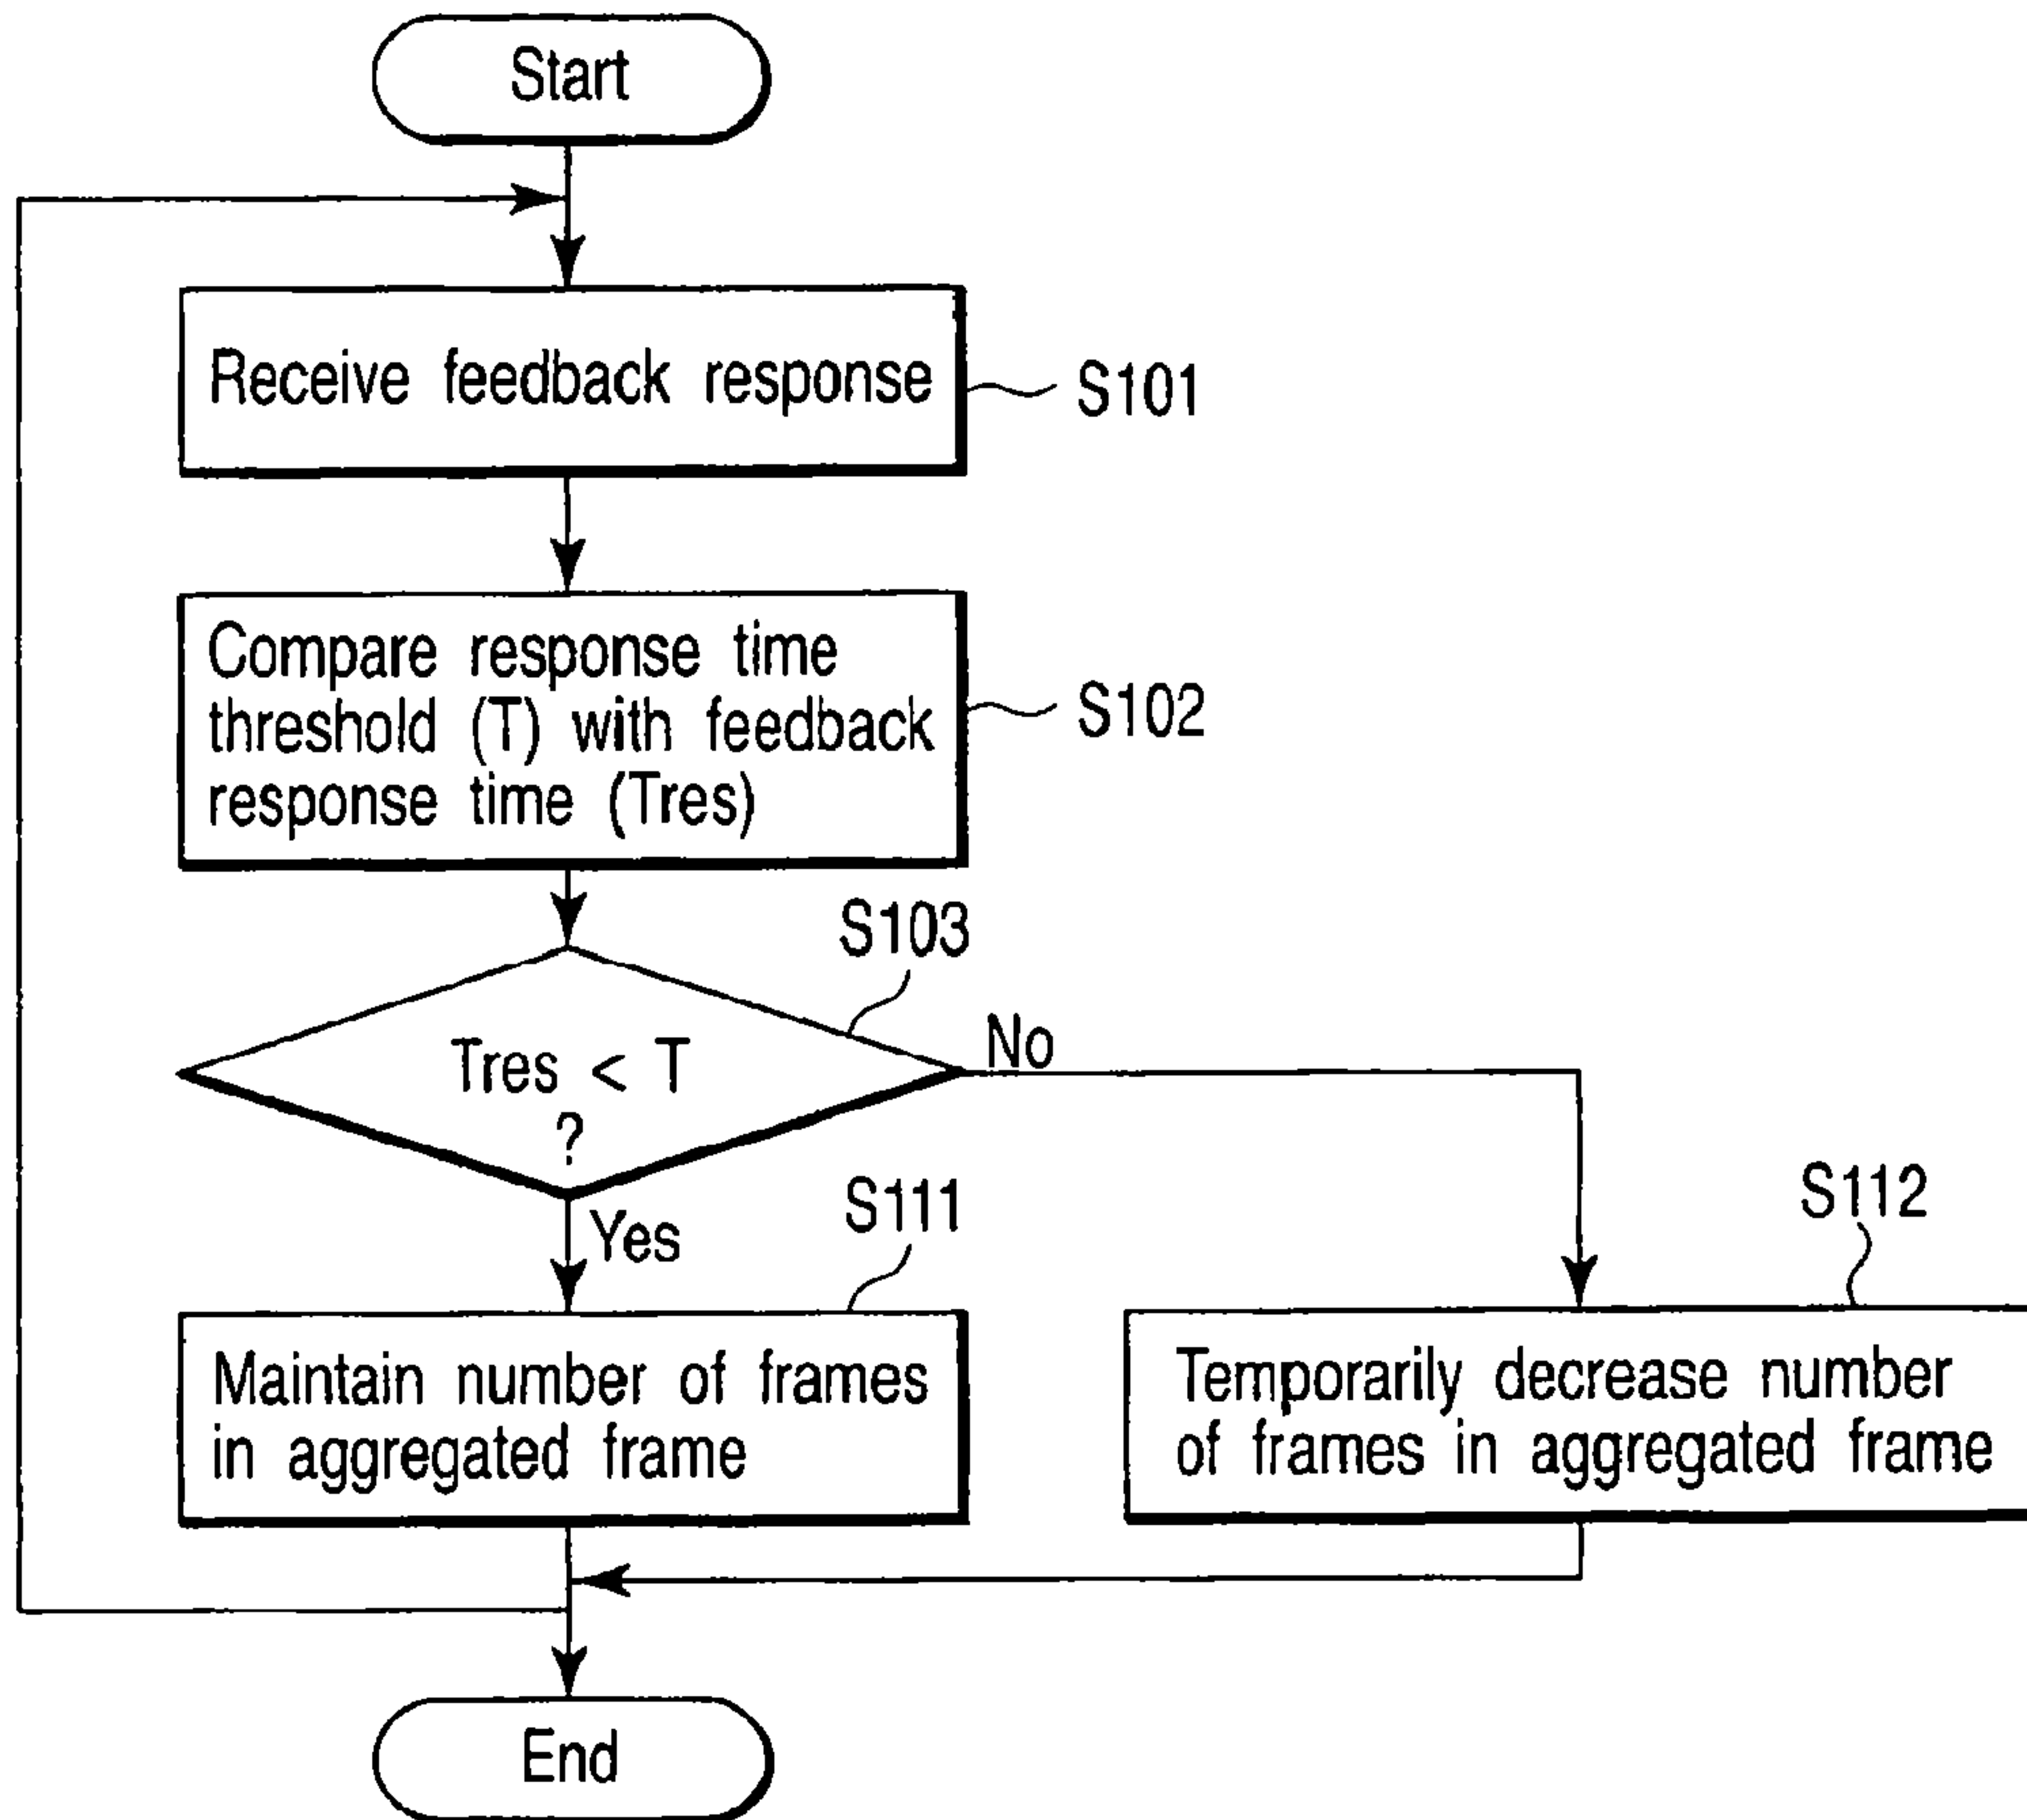 Start
Receive feedback response
S101
Compare response time
threshold (T) with feedback
response time (Tres)
S102
S103
Tres < T
?
No
Yes
S111
Maintain number of frames
in aggregated frame
S112
Temporarily decrease number
of frames in aggregated frame
End